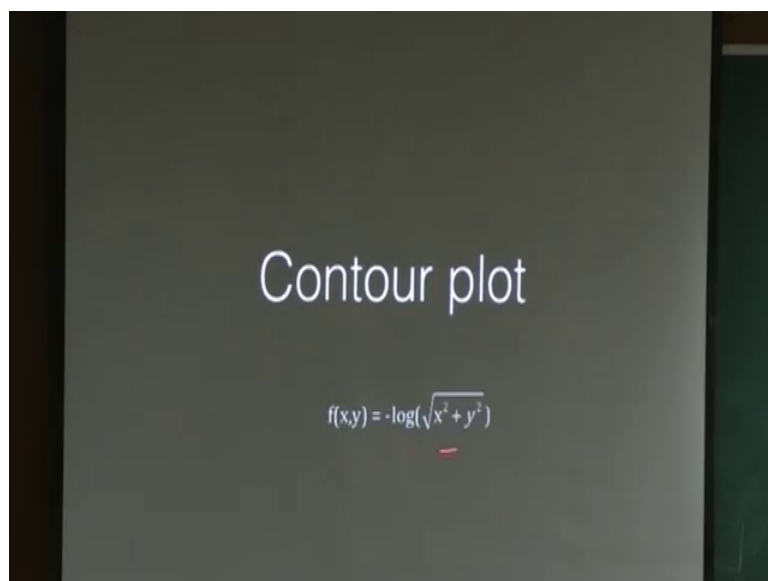 Contour plot
f(x,y) = -log(√x² + y²)